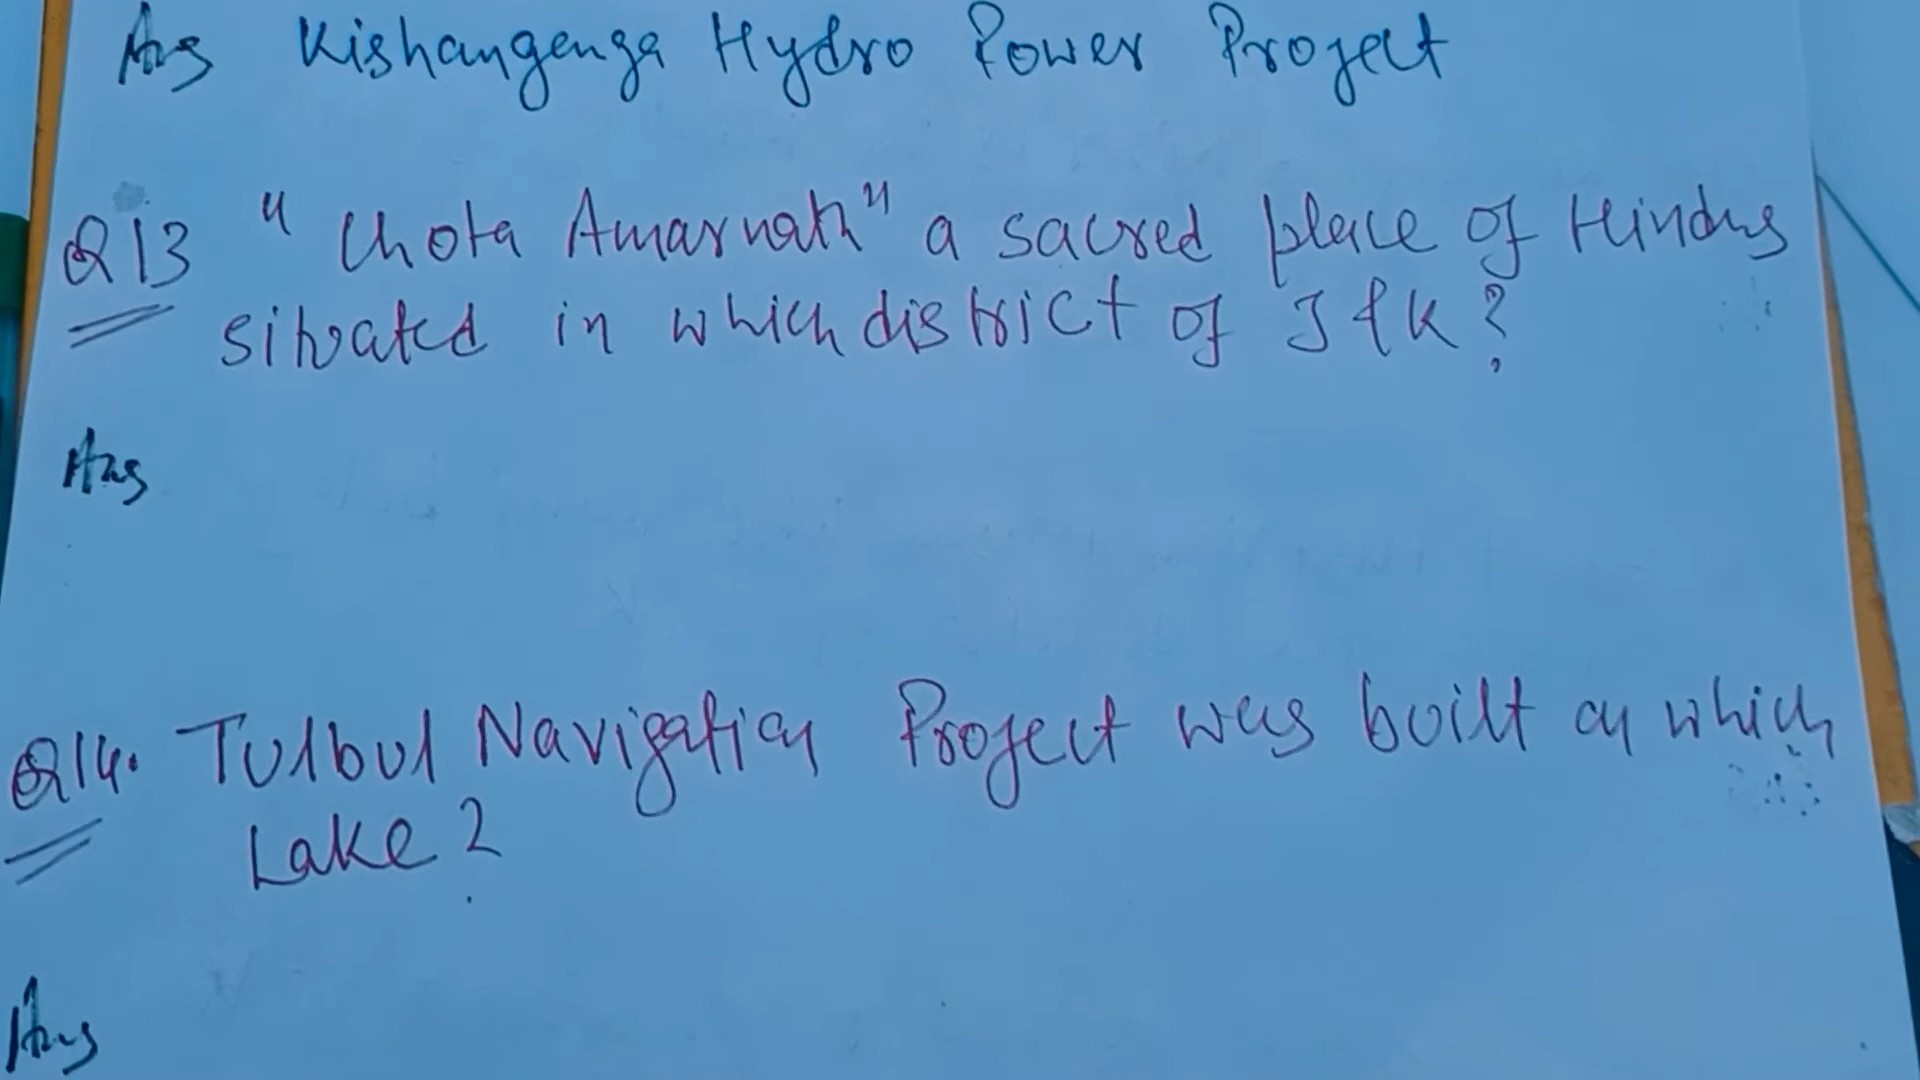 Ans Kishangenga Hydro Power Project
Q13 "Chota Amarnath" a sacred place of Hindus
situated in which district of J&K?
Ans
Q14. Tulbul Navigation Project was built on which
Lake?
Ans